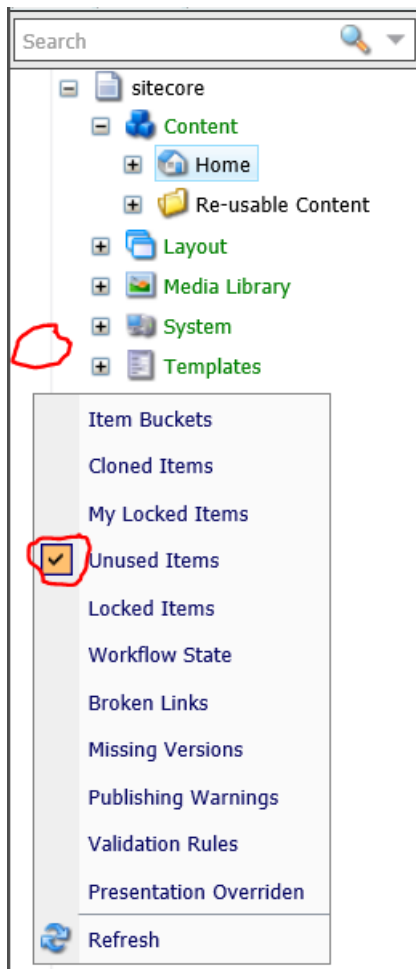 Search
sitecore
Content
Home
Re-usable Content
Layout
Media Library
System
Templates
Item Buckets
Cloned Items
My Locked Items
Unused Items
Locked Items
Workflow State
Broken Links
Missing Versions
Publishing Warnings
Validation Rules
Presentation Overriden
Refresh